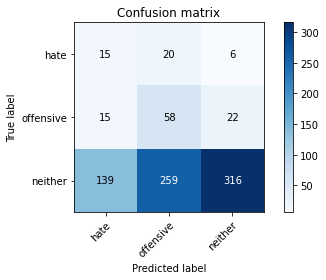 Confusion matrix
hate 15 20 6
offensive 15 58 22
neither 139 259 316
hate offensive neither
True label
Predicted label
300
250
200
150
100
50